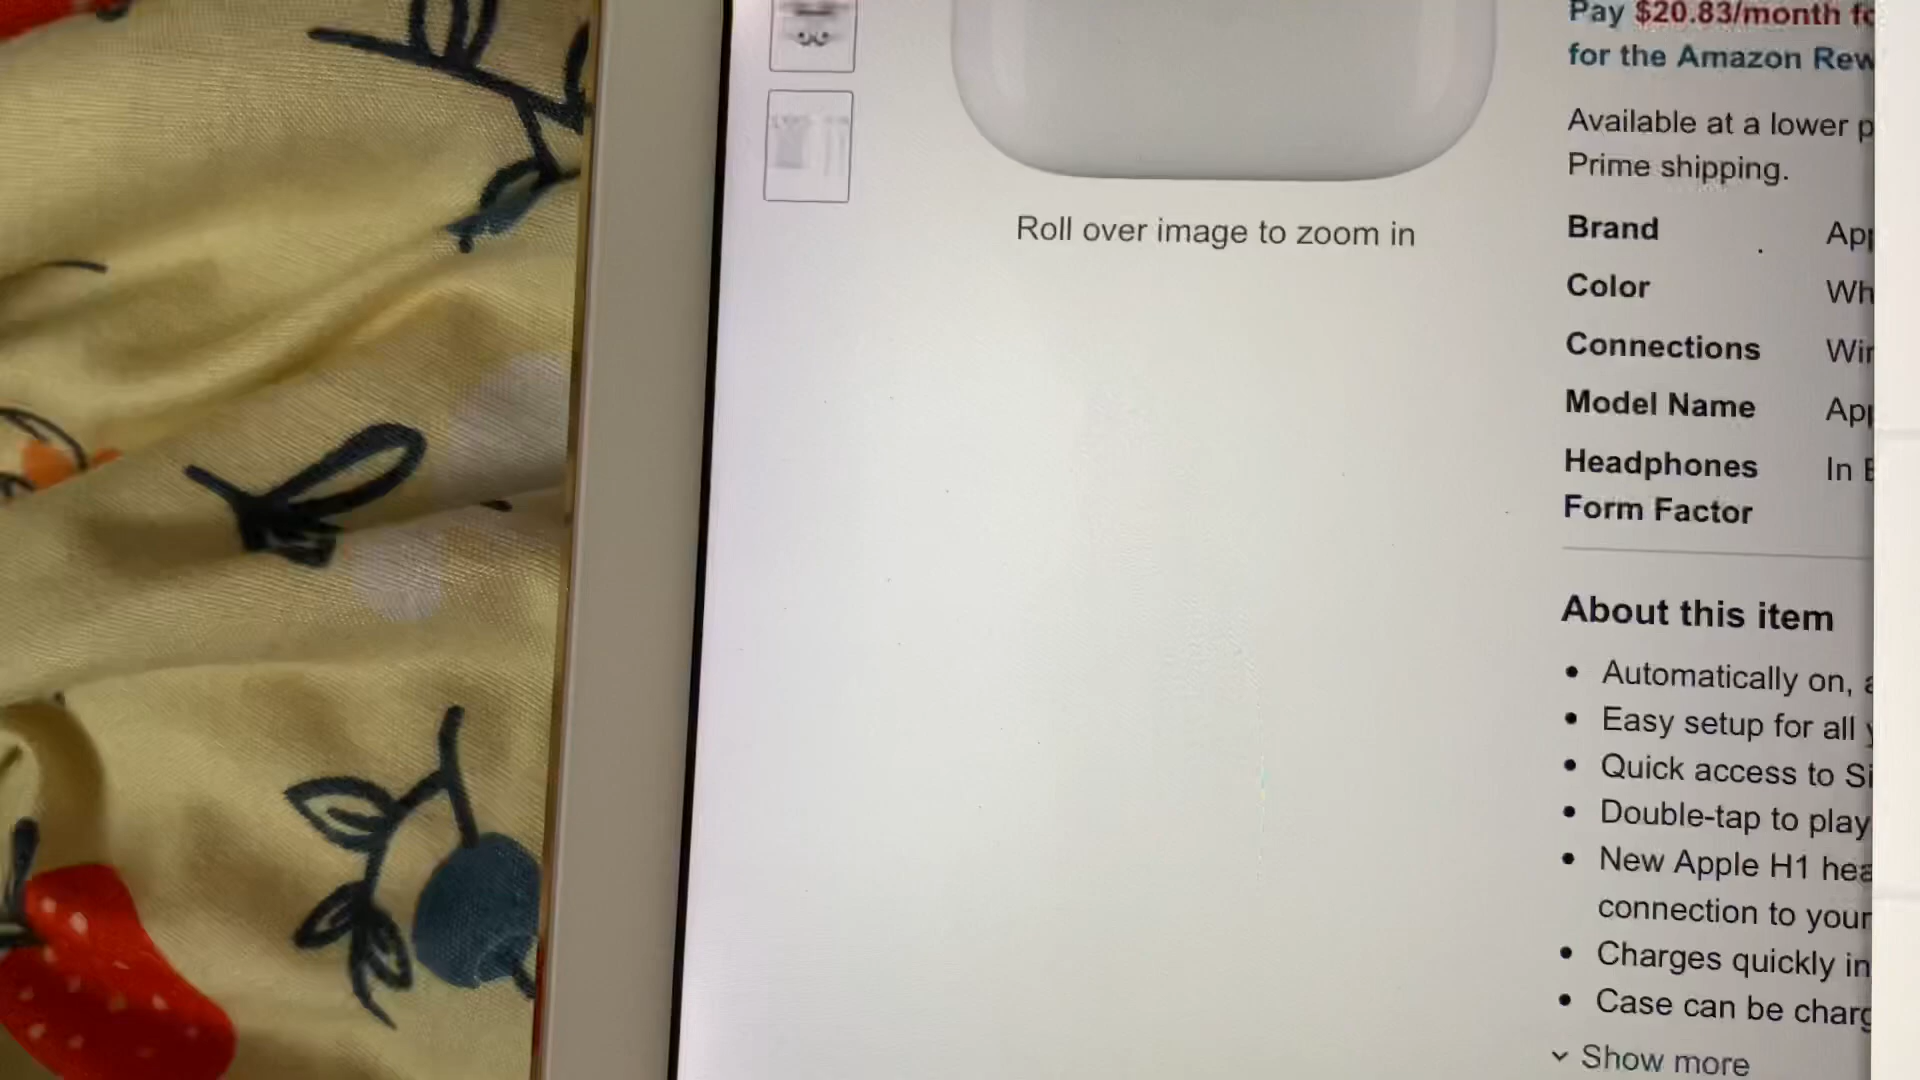 Pay $20.83/month
for the Amazon
Available at a lower
Prime shipping.
Roll over image to zoom in
Brand
Color
Connections
Model Name
Headphones In
Form Factor
About this item
• Automatically on,
• Easy setup for all
• Quick access to
• Double-tap to play
• New Apple H1
connection to your
• Charges quickly in
• Case can be
Show more